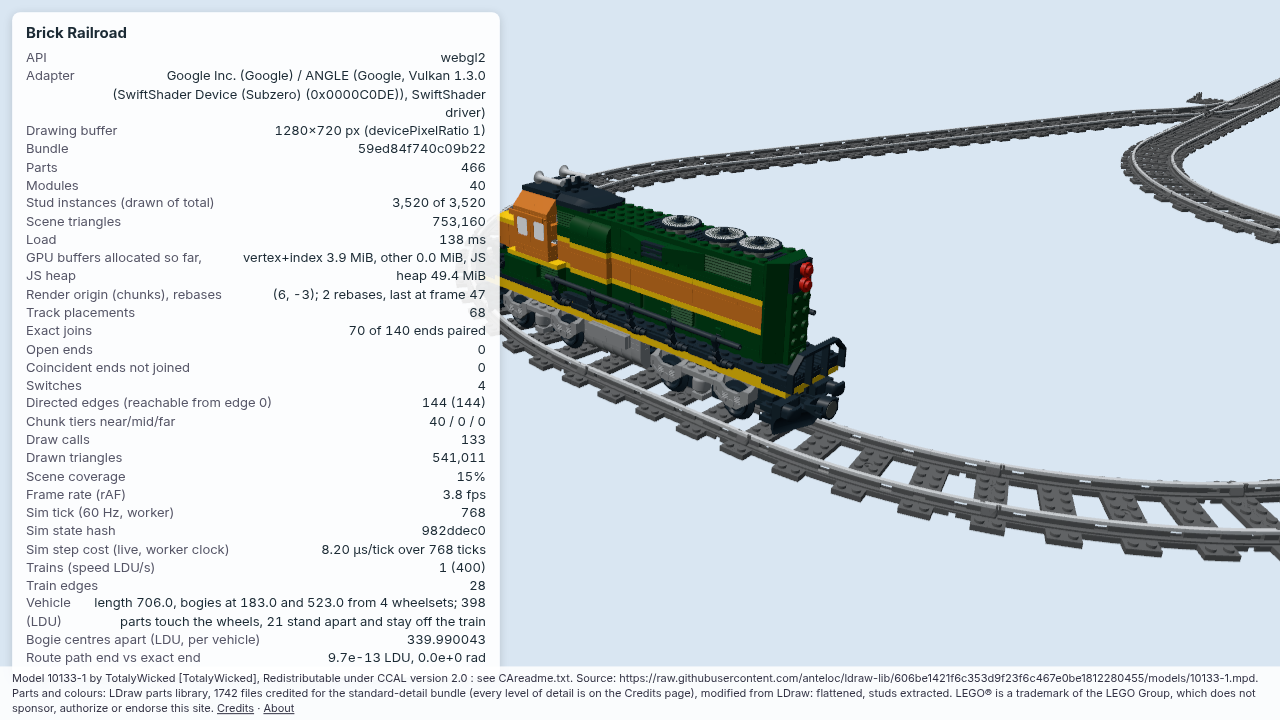 Brick Railroad
API webgl2
Adapter Google Inc. (Google) / ANGLE (Google, Vulkan 1.3.0
(SwiftShader Device (Subzero) (0x0000C0DE)), SwiftShader
driver)
Drawing buffer 1280×720 px (devicePixelRatio 1)
Bundle 59ed84f740c09b22
Parts 466
Modules 40
Stud instances (drawn of total) 3,520 of 3,520
Scene triangles 753,160
Load 138 ms
GPU buffers allocated so far, vertex+index 3.9 MiB, other 0.0 MiB, JS
JS heap heap 49.4 MiB
Render origin (chunks), rebases (6, -3); 2 rebases, last at frame 47
Track placements 68
Exact joins 70 of 140 ends paired
Open ends 0
Coincident ends not joined 0
Switches 4
Directed edges (reachable from edge 0) 144 (144)
Chunk tiers near/mid/far 40 / 0 / 0
Draw calls 133
Drawn triangles 541,011
Scene coverage 15%
Frame rate (rAF) 3.8 fps
Sim tick (60 Hz, worker) 768
Sim state hash 982ddec0
Sim step cost (live, worker clock) 8.20 µs/tick over 768 ticks
Trains (speed LDU/s) 1 (400)
Train edges 28
Vehicle length 706.0, bogies at 183.0 and 523.0 from 4 wheelsets; 398
(LDU) parts touch the wheels, 21 stand apart and stay off the train
Bogie centres apart (LDU, per vehicle) 339.990043
Route path end vs exact end 9.7e-13 LDU, 0.0e+0 rad
Model 10133-1 by TotalyWicked [TotalyWicked], Redistributable under CCAL version 2.0 : see CAreadme.txt. Source: https://raw.githubusercontent.com/anteloc/ldraw-lib/606be1421f6c353d9f23f6c467e0be1812280455/models/10133-1.mpd.
Parts and colours: LDraw parts library, 1742 files credited for the standard-detail bundle (every level of detail is on the Credits page), modified from LDraw: flattened, studs extracted. LEGO® is a trademark of the LEGO Group, which does not
sponsor, authorize or endorse this site. Credits · About